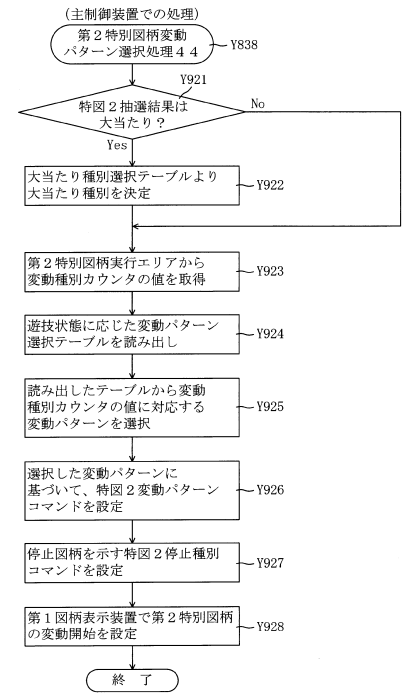 (主制御装置での処理)
第2特別図柄変動
パターン選択処理44
Y838
Y921
特図2抽選結果は
大当たり?
No
Yes
大当たり種別選択テーブルより
大当たり種別を決定
Y922
第2特別図柄実行エリアから
変動種別カウンタの値を取得
Y923
遊技状態に応じた変動パターン
選択テーブルを読み出し
Y924
読み出したテーブルから変動
種別カウンタの値に対応する
変動パターンを選択
Y925
選択した変動パターンに
基づいて、特図2変動パターン
コマンドを設定
Y926
停止図柄を示す特図2停止種別
コマンドを設定
Y927
第1図柄表示装置で第2特別図柄
の変動開始を設定
Y928
終 了